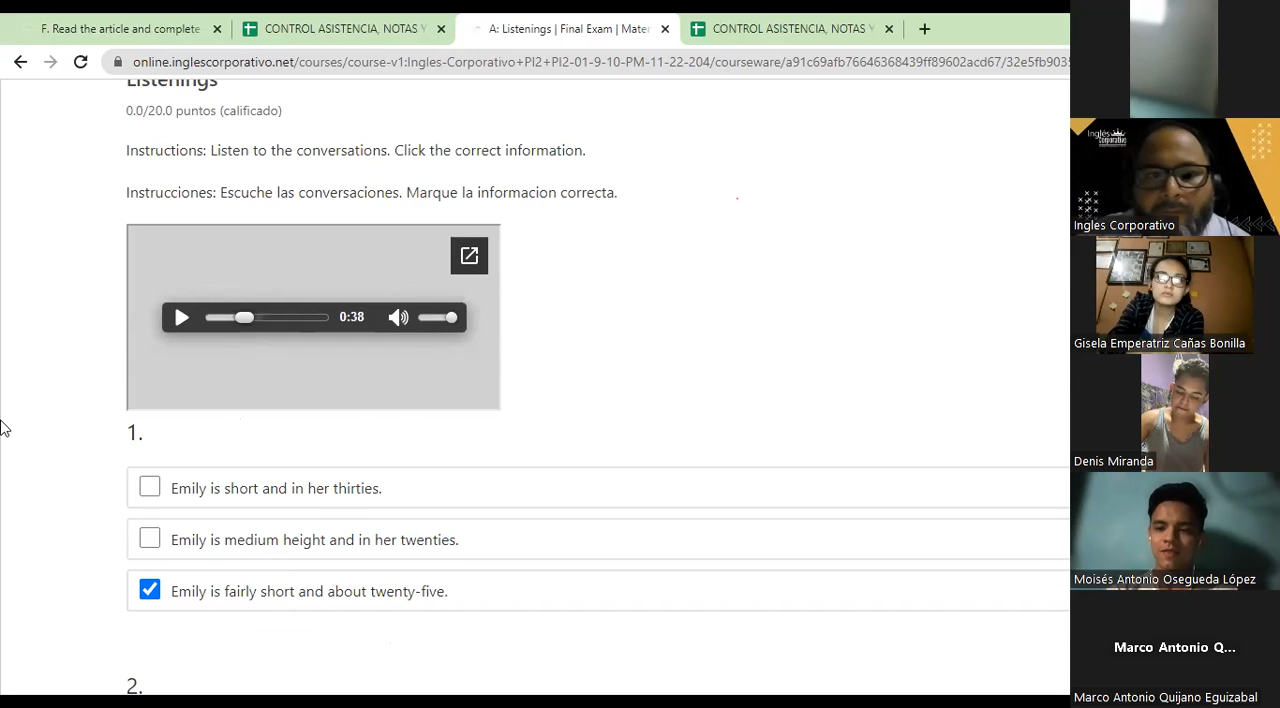 F. Read the article and complete
CONTROL ASISTENCIA, NOTAS Y
A: Listenings | Final Exam | Mater
CONTROL ASISTENCIA, NOTAS Y
online.inglescorporativo.net/courses/course-v1:Ingles-Corporativo+PI2+PI2-01-9-10-PM-11-22-204/courseware/a91c69afb76646368439ff89602acd67/32e5fb903
Listenings
0.0/20.0 puntos (calificado)
Instructions: Listen to the conversations. Click the correct information.
Instrucciones: Escuche las conversaciones. Marque la informacion correcta.
0:38
1.
Emily is short and in her thirties.
Emily is medium height and in her twenties.
Emily is fairly short and about twenty-five.
2.
Inglés
Corporativo
Ingles Corporativo
Gisela Emperatriz Cañas Bonilla
Denis Miranda
Moisés Antonio Osegueda López
Marco Antonio Q...
Marco Antonio Quijano Eguizabal